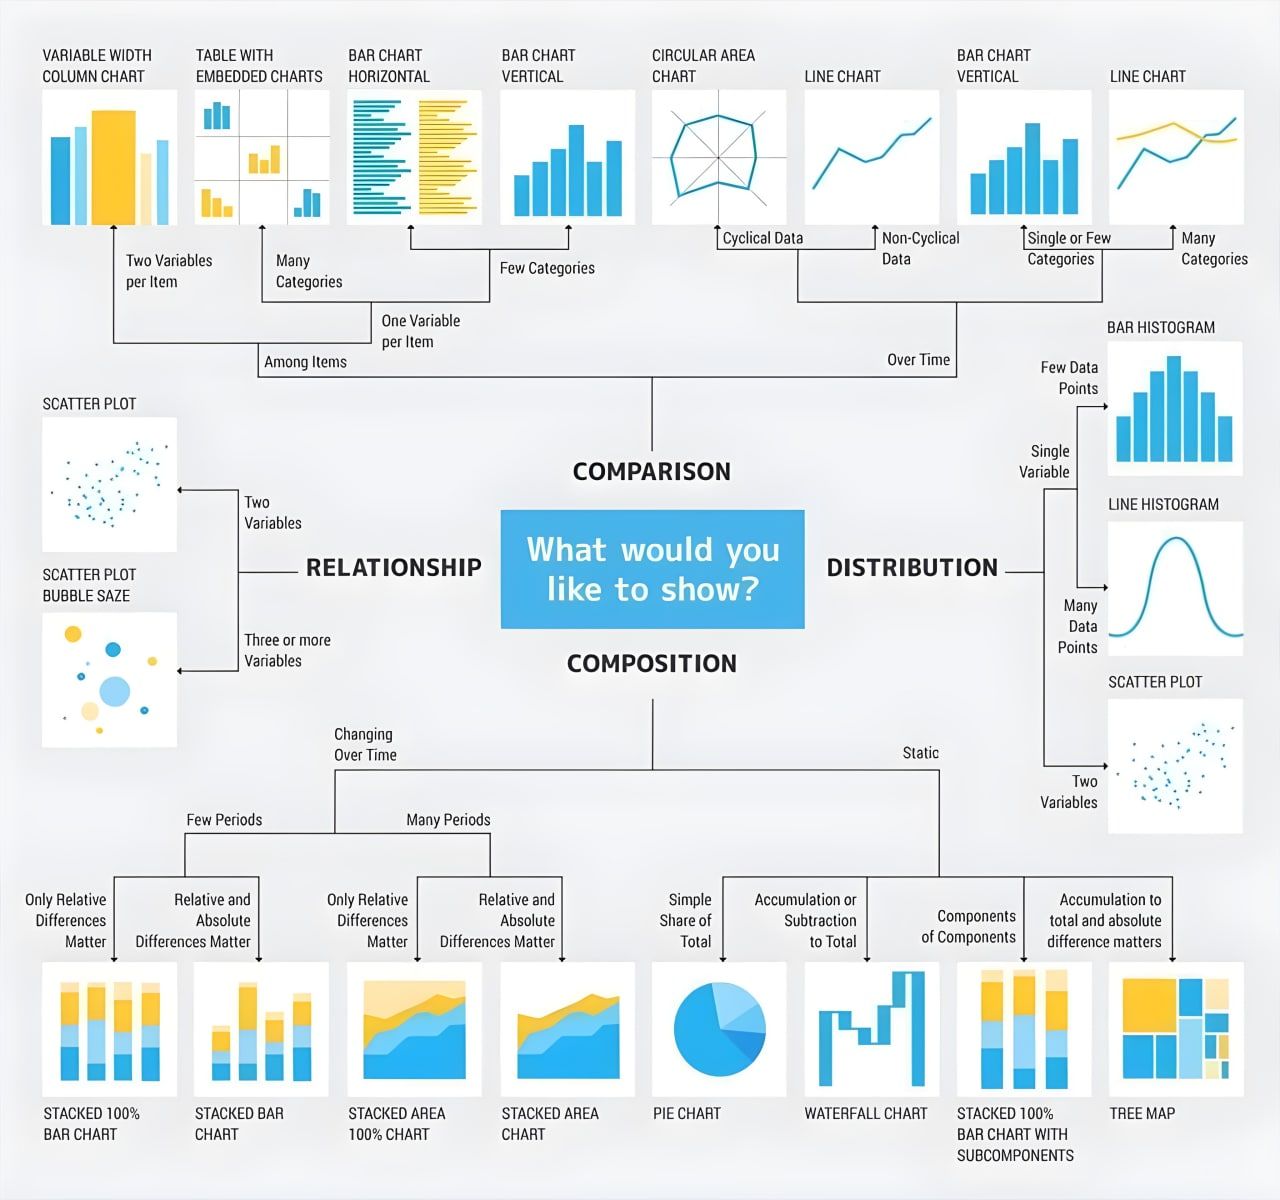 VARIABLE WIDTH
COLUMN CHART
TABLE WITH
EMBEDDED CHARTS
BAR CHART
HORIZONTAL
BAR CHART
VERTICAL
CIRCULAR AREA
CHART
LINE CHART
BAR CHART
VERTICAL
LINE CHART
Two Variables
per Item
Many
Categories
Few Categories
Cyclical Data
Non-Cyclical
Data
Single or Few
Categories
Many
Categories
One Variable
per Item
Among Items
Over Time
BAR HISTOGRAM
Few Data
Points
SCATTER PLOT
Single
Variable
COMPARISON
Two
Variables
LINE HISTOGRAM
What would you
like to show?
RELATIONSHIP
DISTRIBUTION
SCATTER PLOT
BUBBLE SAZE
Many
Data
Points
Three or more
Variables
COMPOSITION
SCATTER PLOT
Two
Variables
Changing
Over Time
Static
Few Periods
Many Periods
Only Relative
Differences
Matter
Relative and
Absolute
Differences Matter
Only Relative
Differences
Matter
Relative and
Absolute
Differences Matter
Simple
Share of
Total
Accumulation or
Subtraction
to Total
Components
of Components
Accumulation to
total and absolute
difference matters
STACKED 100%
BAR CHART
STACKED BAR
CHART
STACKED AREA
100% CHART
STACKED AREA
CHART
PIE CHART
WATERFALL CHART
STACKED 100%
BAR CHART WITH
SUBCOMPONENTS
TREE MAP